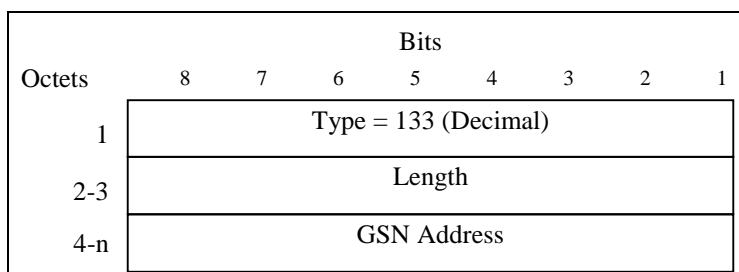 Bits
Octets 8 7 6 5 4 3 2 1
1 Type = 133 (Decimal)
2-3 Length
4-n GSN Address